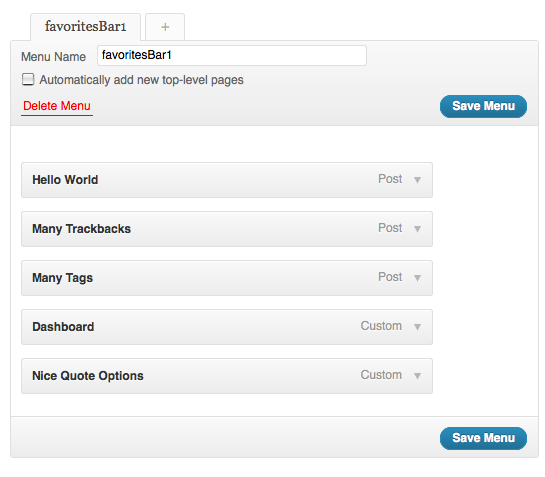 favoritesBar1 +
Menu Name favoritesBar1
Automatically add new top-level pages
Delete Menu Save Menu
Hello World Post
Many Trackbacks Post
Many Tags Post
Dashboard Custom
Nice Quote Options Custom
Save Menu